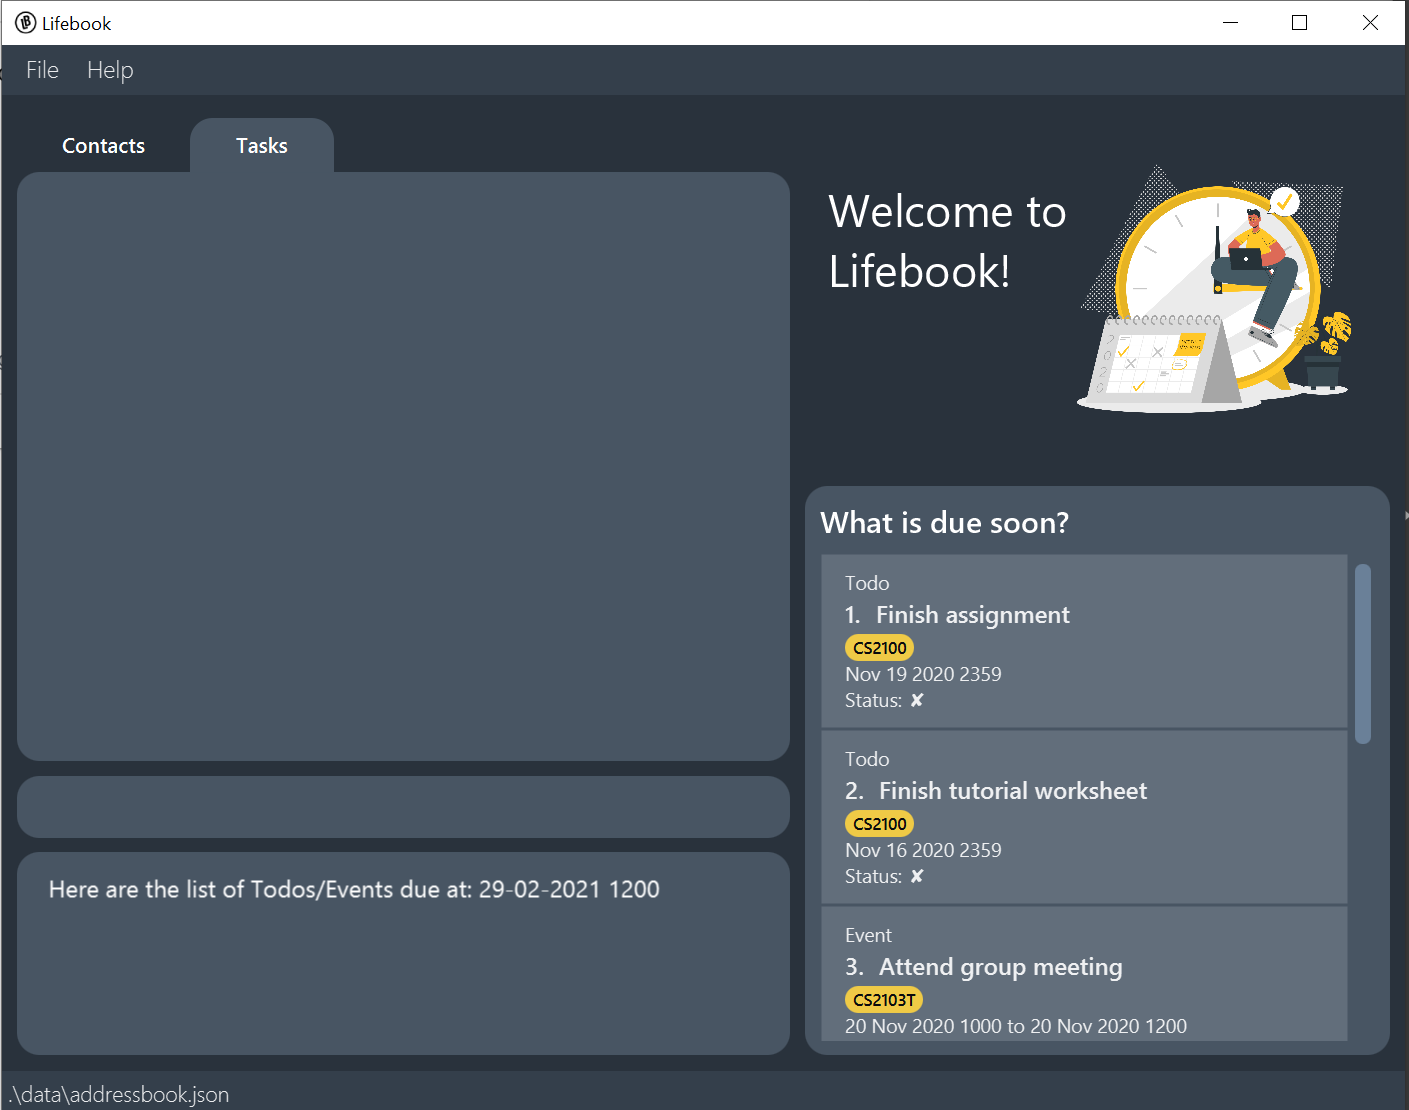 Lifebook
File Help
Contacts Tasks
Welcome to
Lifebook!
What is due soon?
Todo
1. Finish assignment
CS2100
Nov 19 2020 2359
Status: ✘
Todo
2. Finish tutorial worksheet
CS2100
Nov 16 2020 2359
Status: ✘
Event
3. Attend group meeting
CS2103T
20 Nov 2020 1000 to 20 Nov 2020 1200
Here are the list of Todos/Events due at: 29-02-2021 1200
.\data\addressbook.json